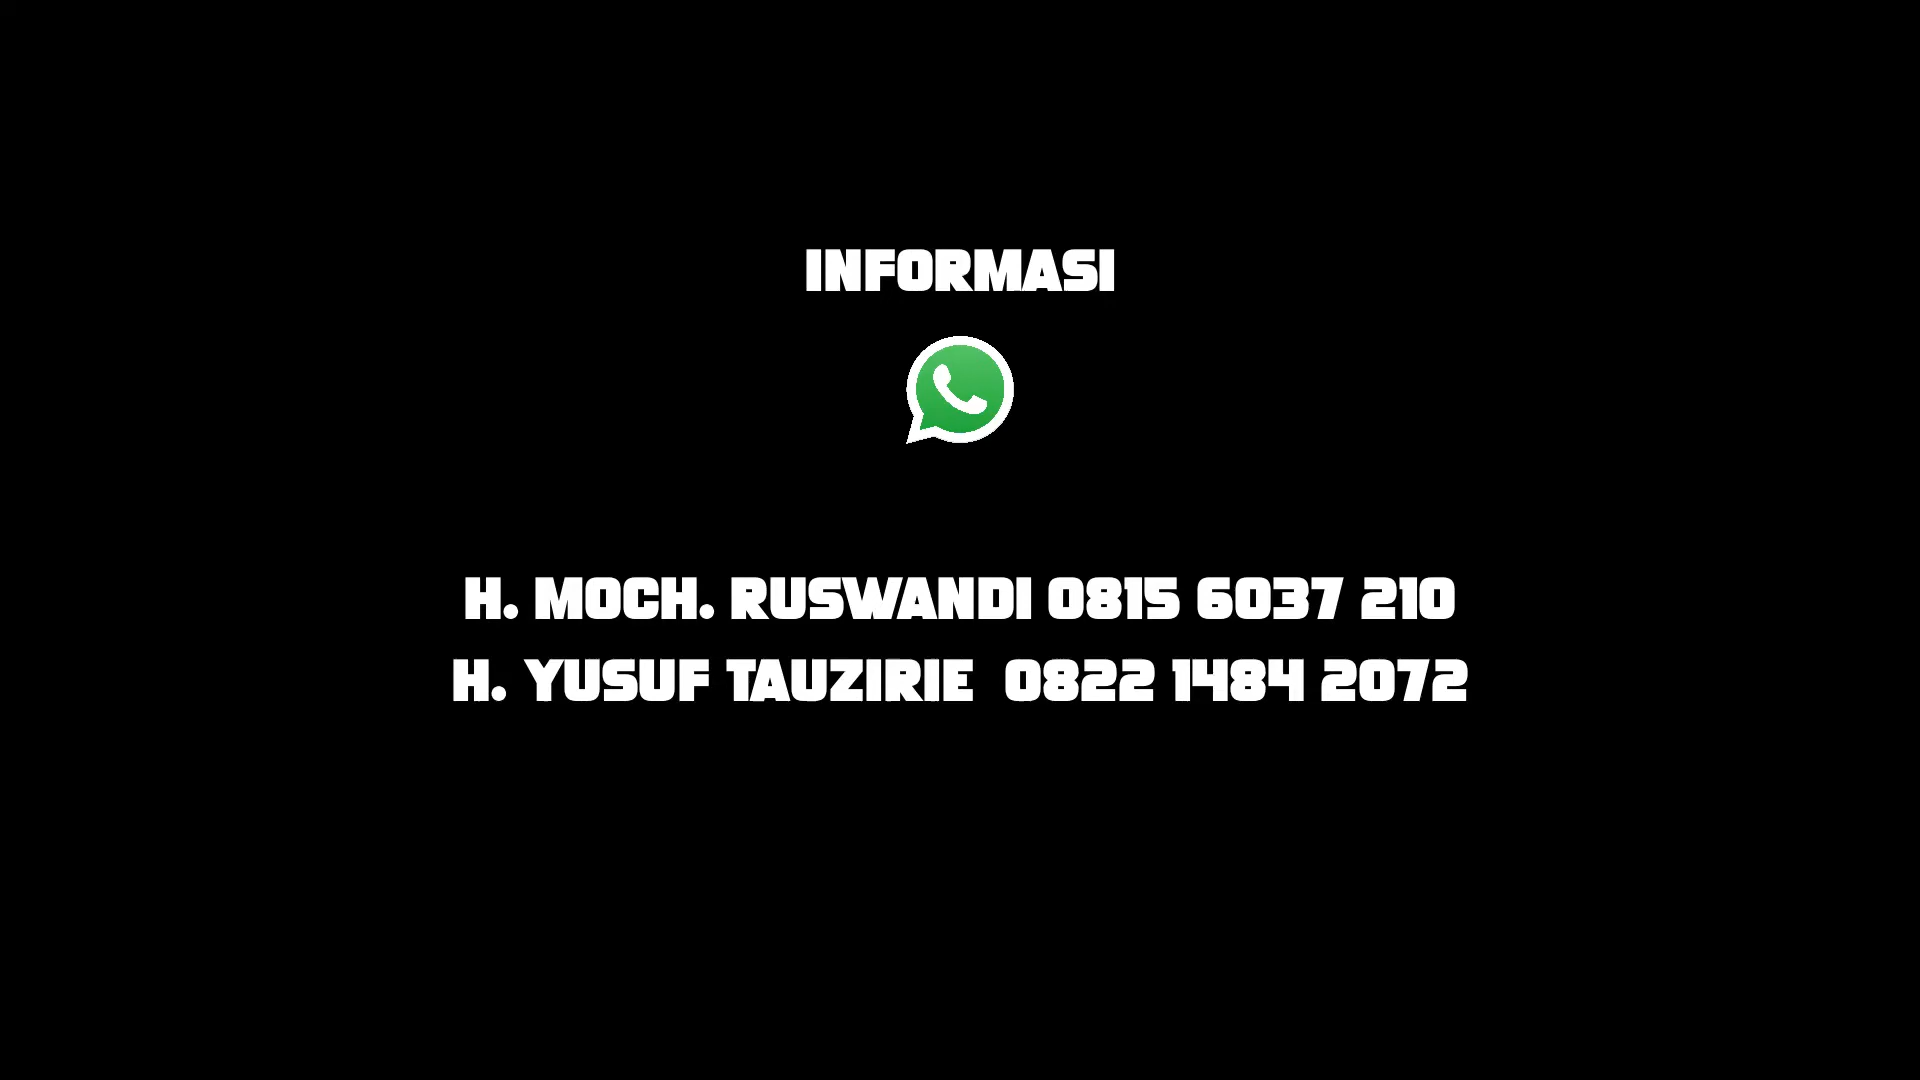 INFORMASI
H. MOCH. RUSWANDI 0815 6037 210
H. YUSUF TAUZIRIE 0822 1484 2072